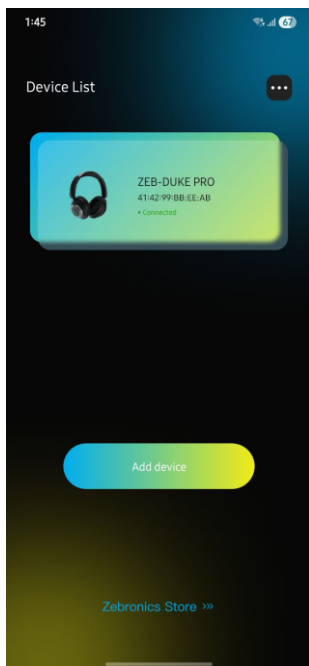 1:45
67
Device List
ZEB-DUKE PRO
41:42:99:BB:EE:AB
• Connected
Add device
Zebronics Store »»